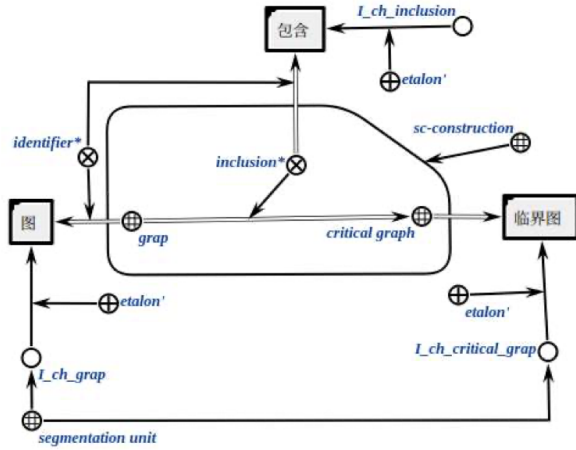 I_ch_inclusion
包含
etalon'
sc-construction
identifier*
inclusion*
图
临界图
grap
critical graph
etalon'
etalon'
I_ch_critical_grap
I_ch_grap
segmentation unit